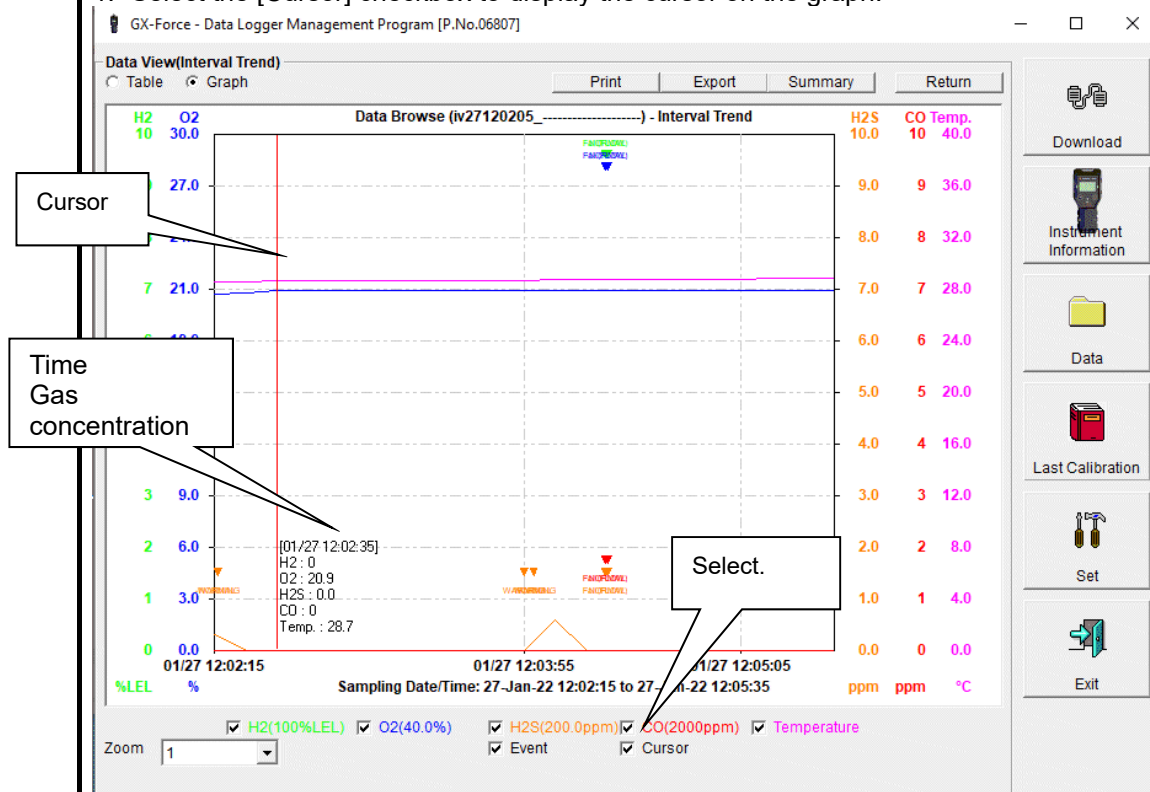 GX-Force - Data Logger Management Program [P.No.06807]
Data View(Interval Trend)
Table Graph Print Export Summary Return
Data Browse (iv27120205_--------------------) - Interval Trend
H2 O2 H2S CO Temp.
10 30.0 10.0 10 40.0
27.0 9.0 9 36.0
Cursor
8.0 8 32.0
7 21.0 7.0 7 28.0
6.0 6 24.0
Time
Gas
concentration
5.0 5 20.0
4.0 4 16.0
3 9.0 3.0 3 12.0
2 6.0 2.0 2 8.0
1 3.0 1.0 1 4.0
0 0.0 0.0 0 0.0
[01/27 12:02:35]
H2 : 0
O2 : 20.9
H2S : 0.0
CO : 0
Temp. : 28.7
Select.
01/27 12:02:15 01/27 12:03:55 01/27 12:05:05
%LEL % Sampling Date/Time: 27-Jan-22 12:02:15 to 27- -22 12:05:35 ppm ppm °C
H2(100%LEL) O2(40.0%) H2S(200.0ppm) CO(2000ppm) Temperature
Zoom 1 Event Cursor
Download
Instrument
Information
Data
Last Calibration
Set
Exit